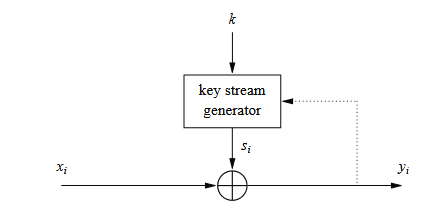 k
key stream
generator
s_i
x_i
y_i